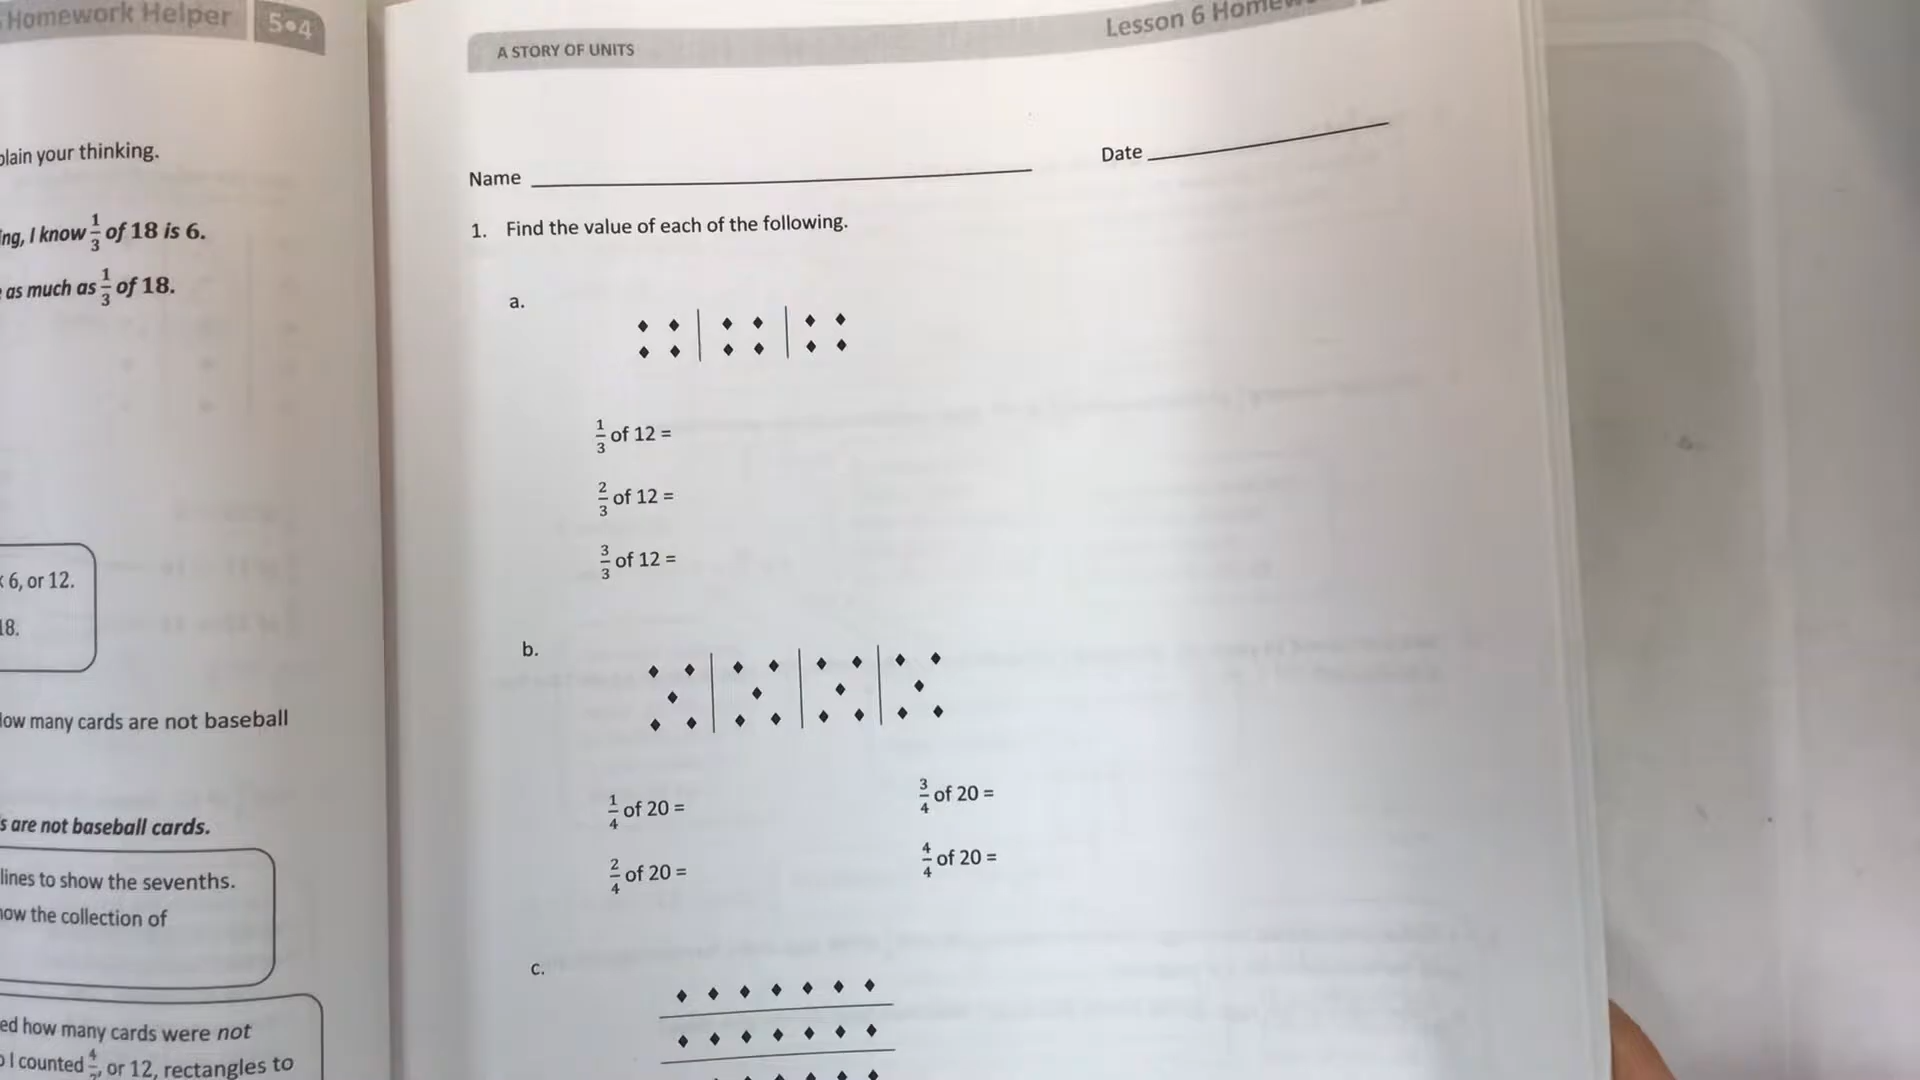 Homework Helper 5•4
plain your thinking.
ing, I know 1/3 of 18 is 6.
as much as 1/3 of 18.
6, or 12.
18.
How many cards are not baseball
s are not baseball cards.
lines to show the sevenths.
how the collection of
ed how many cards were not
I counted or 12, rectangles to
A STORY OF UNITS
Lesson 6
Name
Date
1. Find the value of each of the following.
a.
1/3 of 12 =
2/3 of 12 =
3/3 of 12 =
b.
1/4 of 20 =
3/4 of 20 =
2/4 of 20 =
4/4 of 20 =
c.